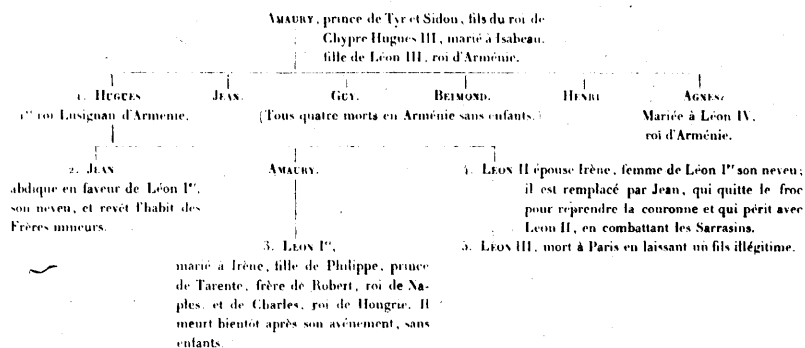 AMAURY, prince de Tyr et Sidon, fils du roi de
Chypre Hugues III, marié à Isabeau,
fille de Léon III, roi d'Arménie.
1. HUGUES
1er roi Lusignan d'Armenie.
JEAN.
GUY.
BEIMOND.
HENRI
(Tous quatre morts en Arménie sans enfants.)
AGNES,
Mariée à Léon IV,
roi d'Arménie.
2. JEAN
abdique en faveur de Léon Ier,
son neveu, et revêt l'habit des
Frères mineurs.
AMAURY.
3. LÉON Ier,
marié à Irène, fille de Philippe, prince
de Tarente, frère de Robert, roi de Na-
ples, et de Charles, roi de Hongrie. Il
meurt bientôt après son avénement, sans
enfants.
4. LÉON II épouse Irène, femme de Léon Ier son neveu;
il est remplacé par Jean, qui quitte le froc
pour reprendre la couronne et qui périt avec
Leon II, en combattant les Sarrasins.
5. LÉON III, mort à Paris en laissant un fils illégitime.